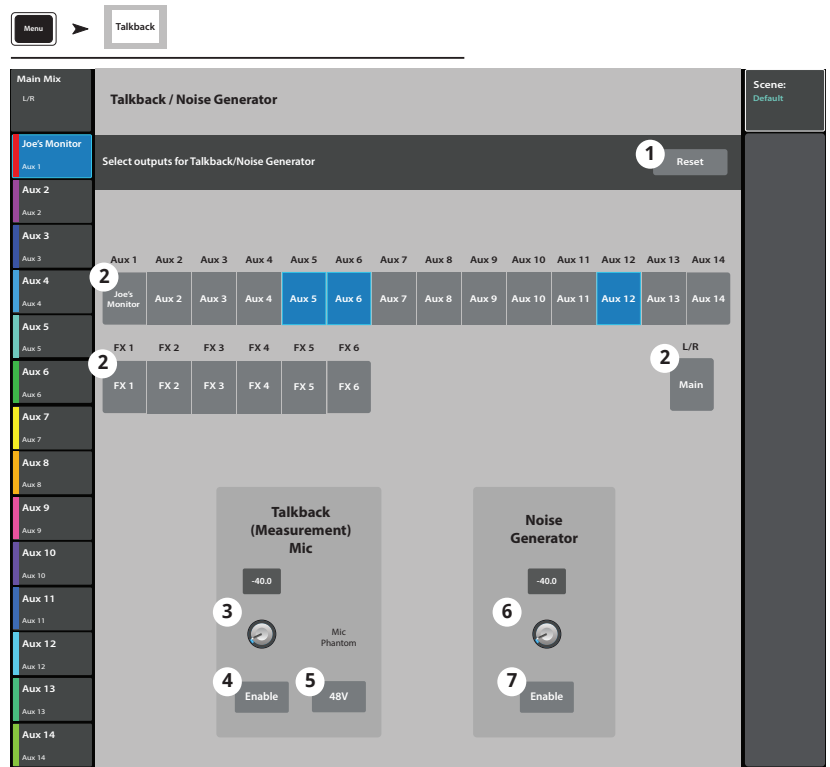 Menu
Talkback
Main Mix
L/R
Talkback / Noise Generator
Scene:
Default
Joe's Monitor
Aux 1
Select outputs for Talkback/Noise Generator
1
Reset
Aux 2
Aux 2
Aux 3
Aux 3
Aux 4
Aux 4
Aux 5
Aux 5
Aux 6
Aux 6
Aux 7
Aux 7
Aux 8
Aux 8
Aux 9
Aux 9
Aux 10
Aux 10
Aux 11
Aux 11
Aux 12
Aux 12
Aux 13
Aux 13
Aux 14
Aux 14
Aux 1 Aux 2 Aux 3 Aux 4 Aux 5 Aux 6 Aux 7 Aux 8 Aux 9 Aux 10 Aux 11 Aux 12 Aux 13 Aux 14
2
Joe's
Monitor
Aux 2 Aux 3 Aux 4 Aux 5 Aux 6 Aux 7 Aux 8 Aux 9 Aux 10 Aux 11 Aux 12 Aux 13 Aux 14
FX 1 FX 2 FX 3 FX 4 FX 5 FX 6
L/R
2
2
FX 1 FX 2 FX 3 FX 4 FX 5 FX 6
Main
Talkback
(Measurement)
Mic
-40.0
3
Mic
Phantom
4
Enable
5
48V
Noise
Generator
-40.0
6
7
Enable